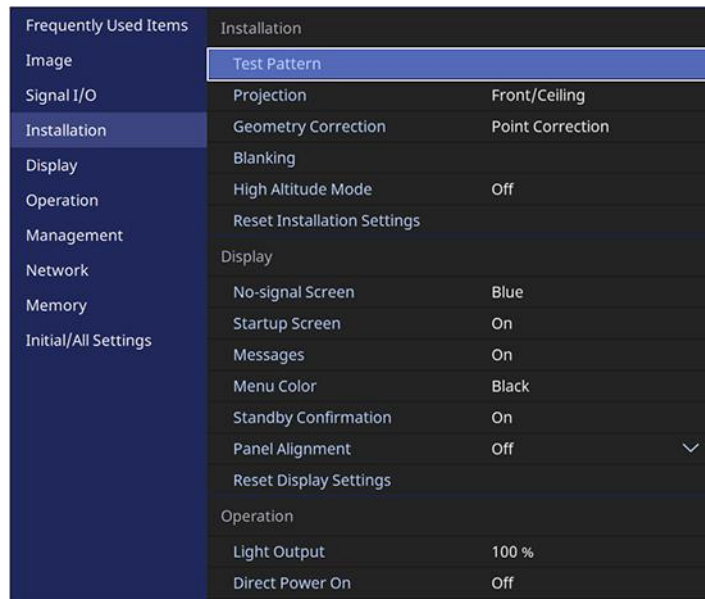 Frequently Used Items
Image
Signal I/O
Installation
Display
Operation
Management
Network
Memory
Initial/All Settings
Installation
Test Pattern
Projection Front/Ceiling
Geometry Correction Point Correction
Blanking
High Altitude Mode Off
Reset Installation Settings
Display
No-signal Screen Blue
Startup Screen On
Messages On
Menu Color Black
Standby Confirmation On
Panel Alignment Off
Reset Display Settings
Operation
Light Output 100 %
Direct Power On Off